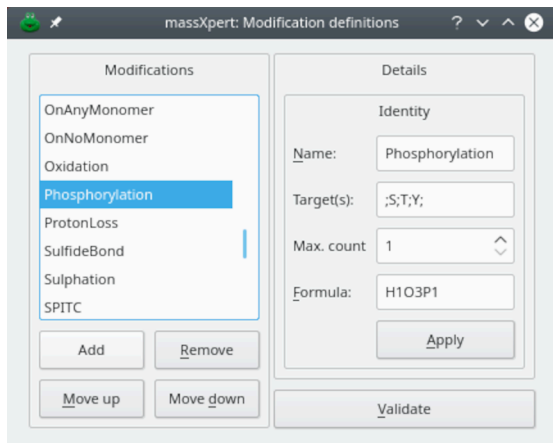 massXpert: Modification definitions
Modifications
OnAnyMonomer
OnNoMonomer
Oxidation
Phosphorylation
ProtonLoss
SulfideBond
Sulphation
SPITC
Add
Remove
Move up
Move down
Details
Identity
Name: Phosphorylation
Target(s): ;S;T;Y;
Max. count 1
Formula: H1O3P1
Apply
Validate